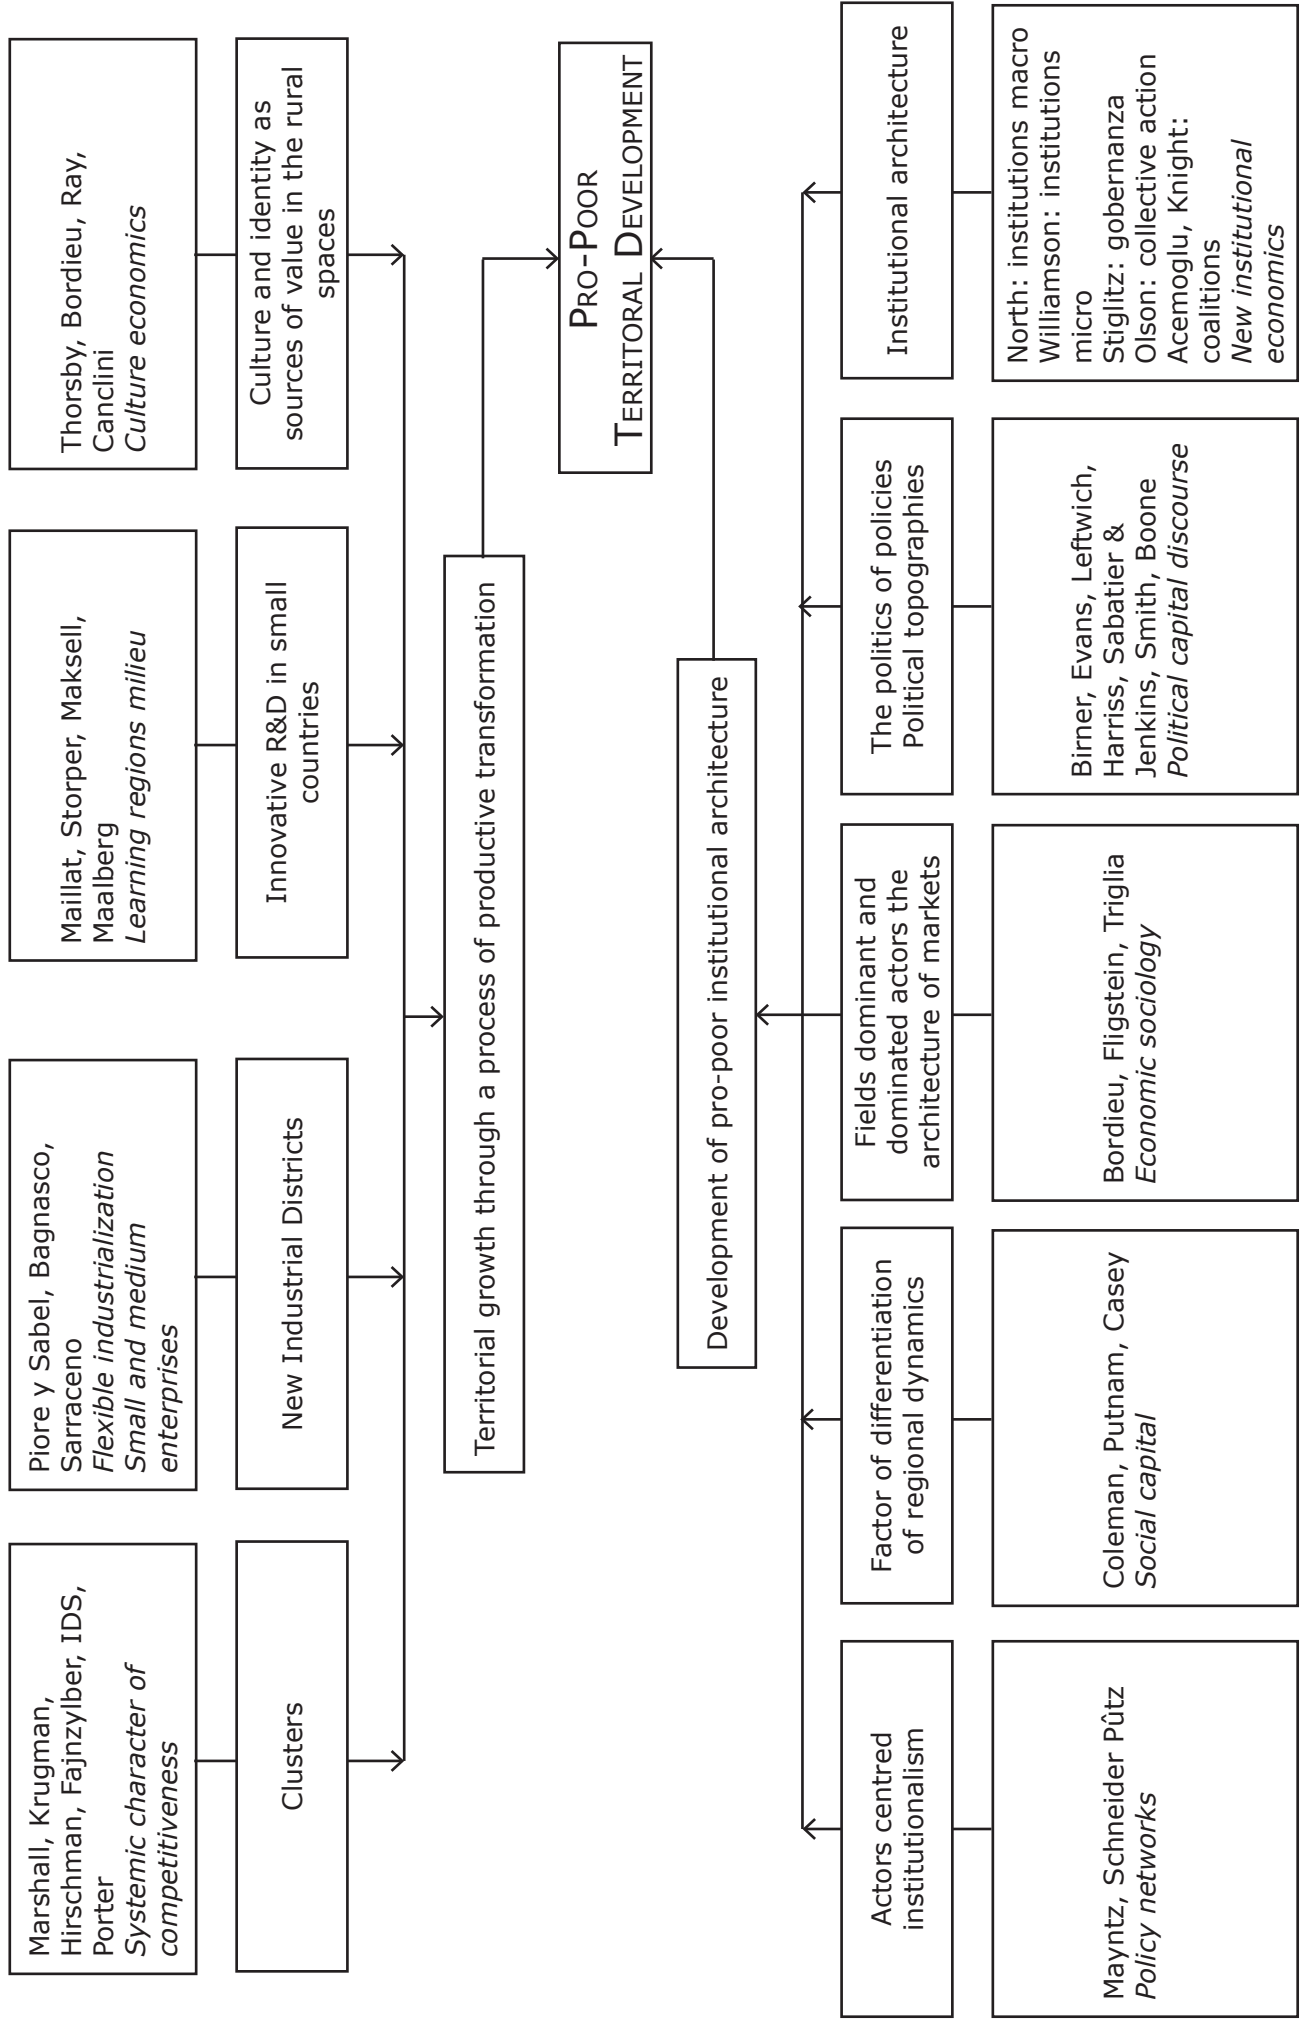 Marshall, Krugman,
Hirschman, Fajnzylber, IDS,
Porter
Systemic character of
competitiveness
Piore y Sabel, Bagnasco,
Sarraceno
Flexible industrialization
Small and medium
enterprises
Maillat, Storper, Maksell,
Maalberg
Learning regions milieu
Thorsby, Bordieu, Ray,
Canclini
Culture economics
Clusters
New Industrial Districts
Innovative R&D in small
countries
Culture and identity as
sources of value in the rural
spaces
Territorial growth through a process of productive transformation
PRO-POOR
TERRITORAL DEVELOPMENT
Development of pro-poor institutional architecture
Actors centred
institutionalism
Factor of differentiation
of regional dynamics
Fields dominant and
dominated actors the
architecture of markets
The politics of policies
Political topographies
Institutional architecture
Mayntz, Schneider Pûtz
Policy networks
Coleman, Putnam, Casey
Social capital
Bordieu, Fligstein, Triglia
Economic sociology
Birner, Evans, Leftwich,
Harriss, Sabatier &
Jenkins, Smith, Boone
Political capital discourse
North: institutions macro
Williamson: institutions
micro
Stiglitz: gobernanza
Olson: collective action
Acemoglu, Knight:
coalitions
New institutional
economics